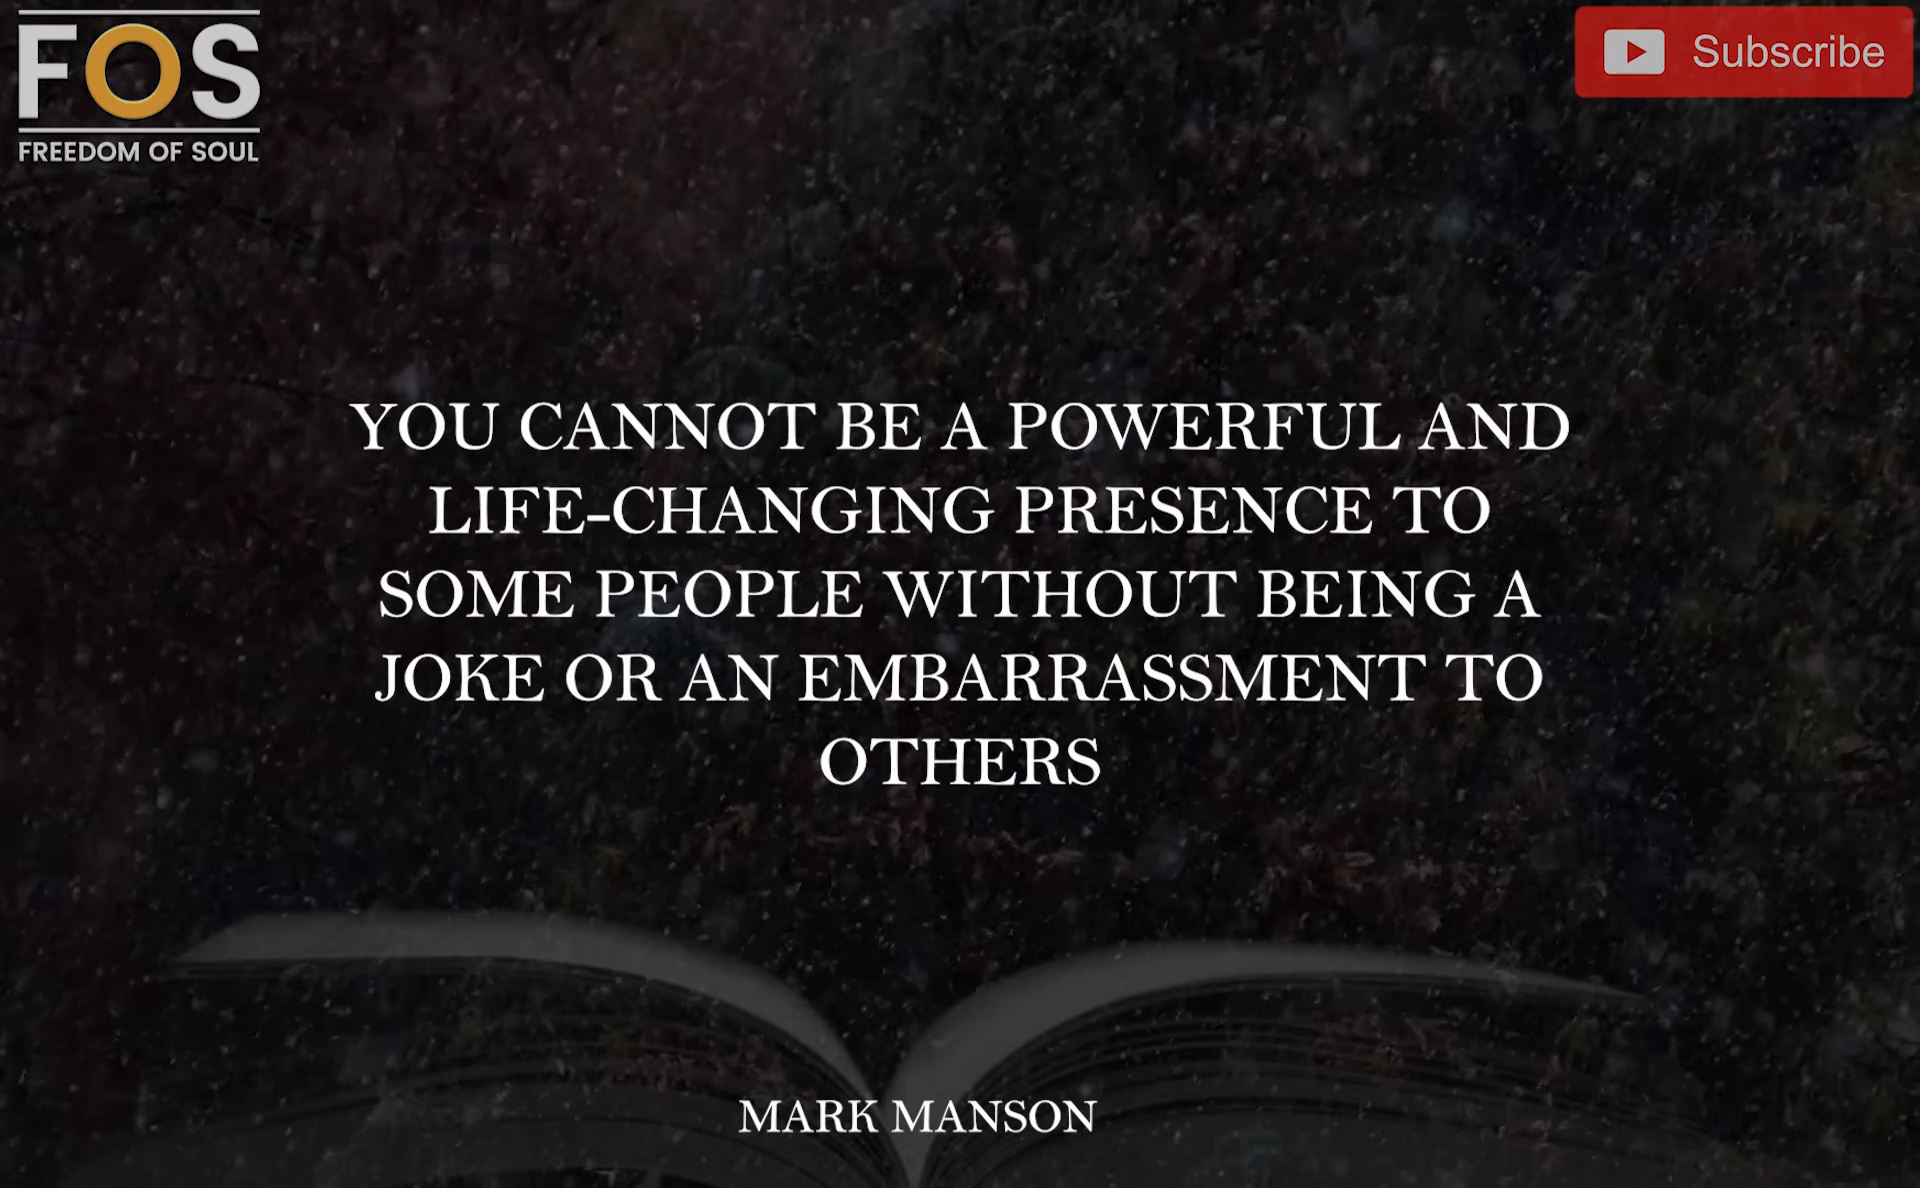 FOS
FREEDOM OF SOUL
Subscribe
YOU CANNOT BE A POWERFUL AND
LIFE-CHANGING PRESENCE TO
SOME PEOPLE WITHOUT BEING A
JOKE OR AN EMBARRASSMENT TO
OTHERS
MARK MANSON